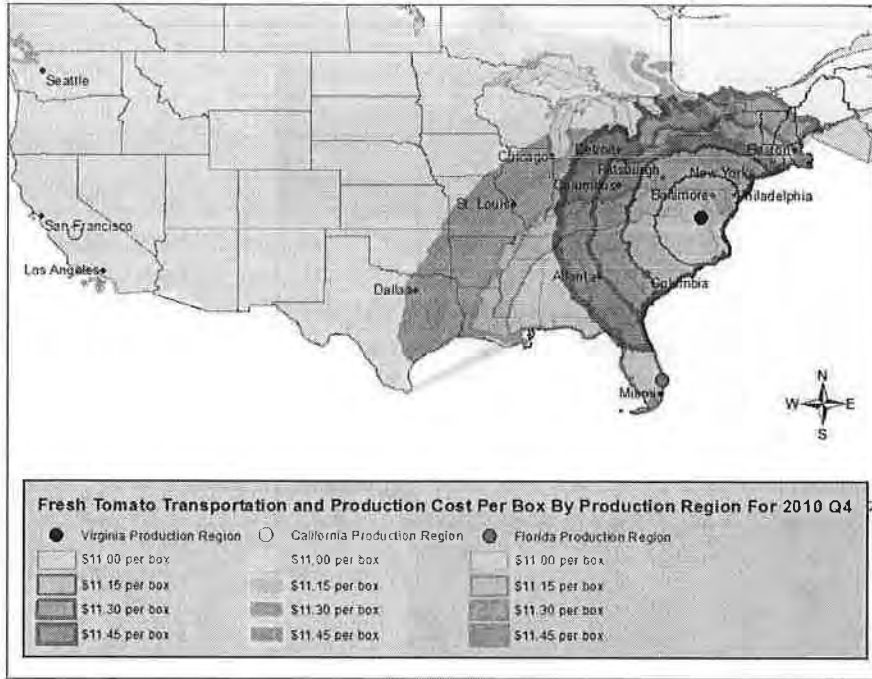 Seattle
San Francisco
Los Angeles
Dallas
St. Louis
Chicago
Detroit
Pittsburgh
Columbus
Boston
New York
Baltimore
Philadelphia
Atlanta
Columbia
Miami
N
W E
S
Fresh Tomato Transportation and Production Cost Per Box By Production Region For 2010 Q4
Virginia Production Region California Production Region Florida Production Region
$11.00 per box $11.00 per box $11.00 per box
$11.15 per box $11.15 per box $11.15 per box
$11.30 per box $11.30 per box $11.30 per box
$11.45 per box $11.45 per box $11.45 per box